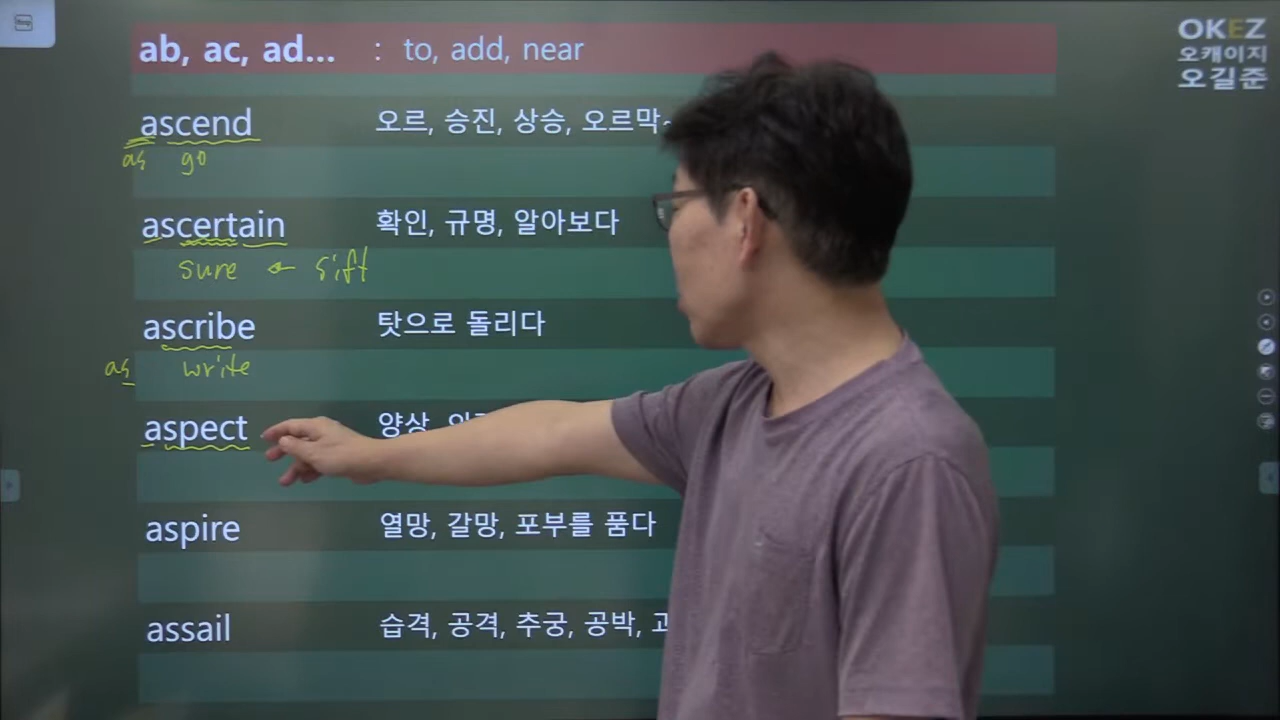 OKEZ
오캐이지
오길준
ab, ac, ad... : to, add, near
ascend 오르, 승진, 상승, 오르막
as go
ascertain 확인, 규명, 알아보다
sure ← sift
ascribe 탓으로 돌리다
as write
aspect 양상,
aspire 열망, 갈망, 포부를 품다
assail 습격, 공격, 추궁, 공박,